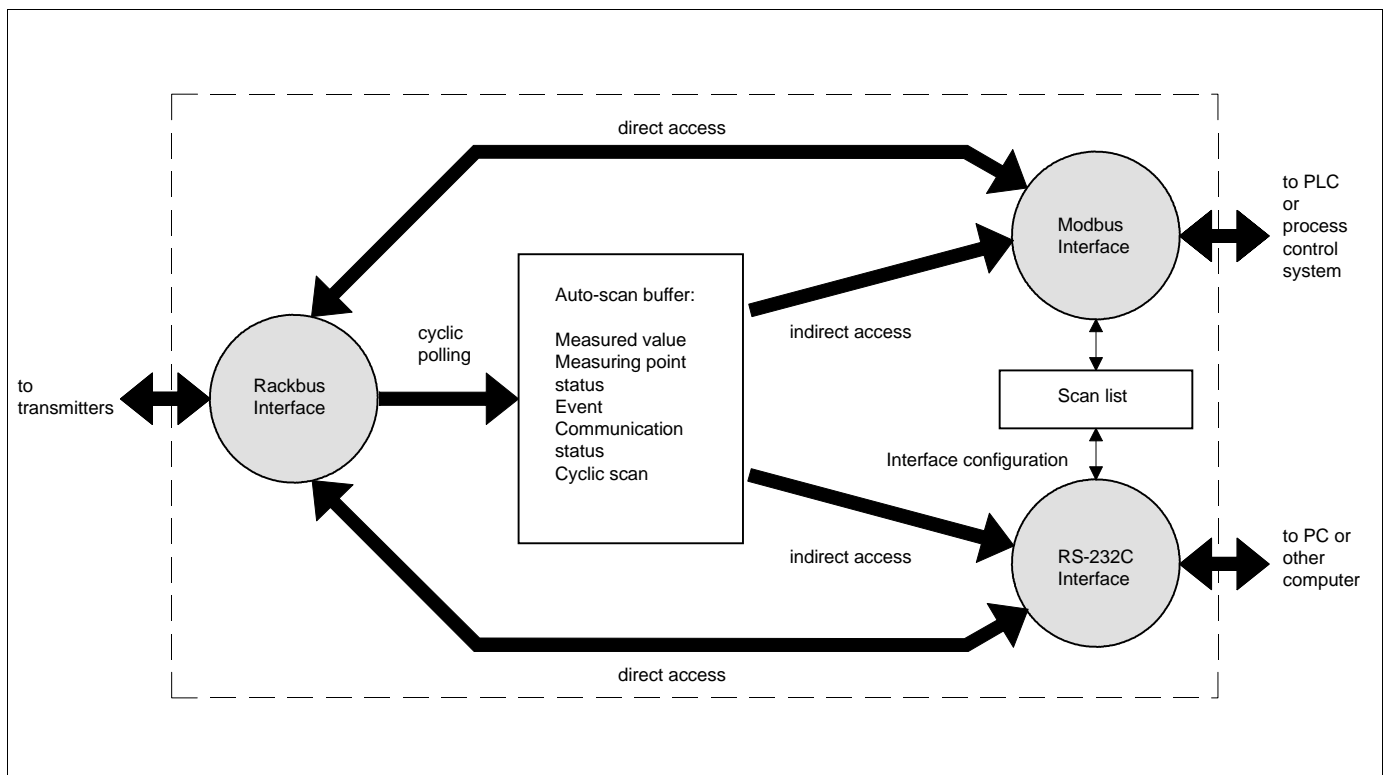 direct access
to PLC
or
process
control
system
Modbus
Interface
Auto-scan buffer:
Measured value
Measuring point
status
Event
Communication
status
Cyclic scan
indirect access
cyclic
polling
to
transmitters
Rackbus
Interface
Scan list
Interface configuration
indirect access
RS-232C
Interface
to PC or
other
computer
direct access